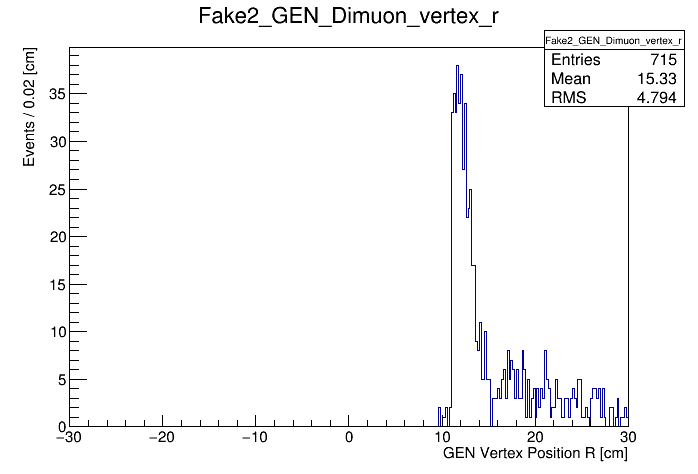 Fake2_GEN_Dimuon_vertex_r
Fake2_GEN_Dimuon_vertex_r
Entries 715
Mean 15.33
RMS 4.794
Events / 0.02 [cm]
35
30
25
20
15
10
5
0
−30 −20 −10 0 10 20 30
GEN Vertex Position R [cm]